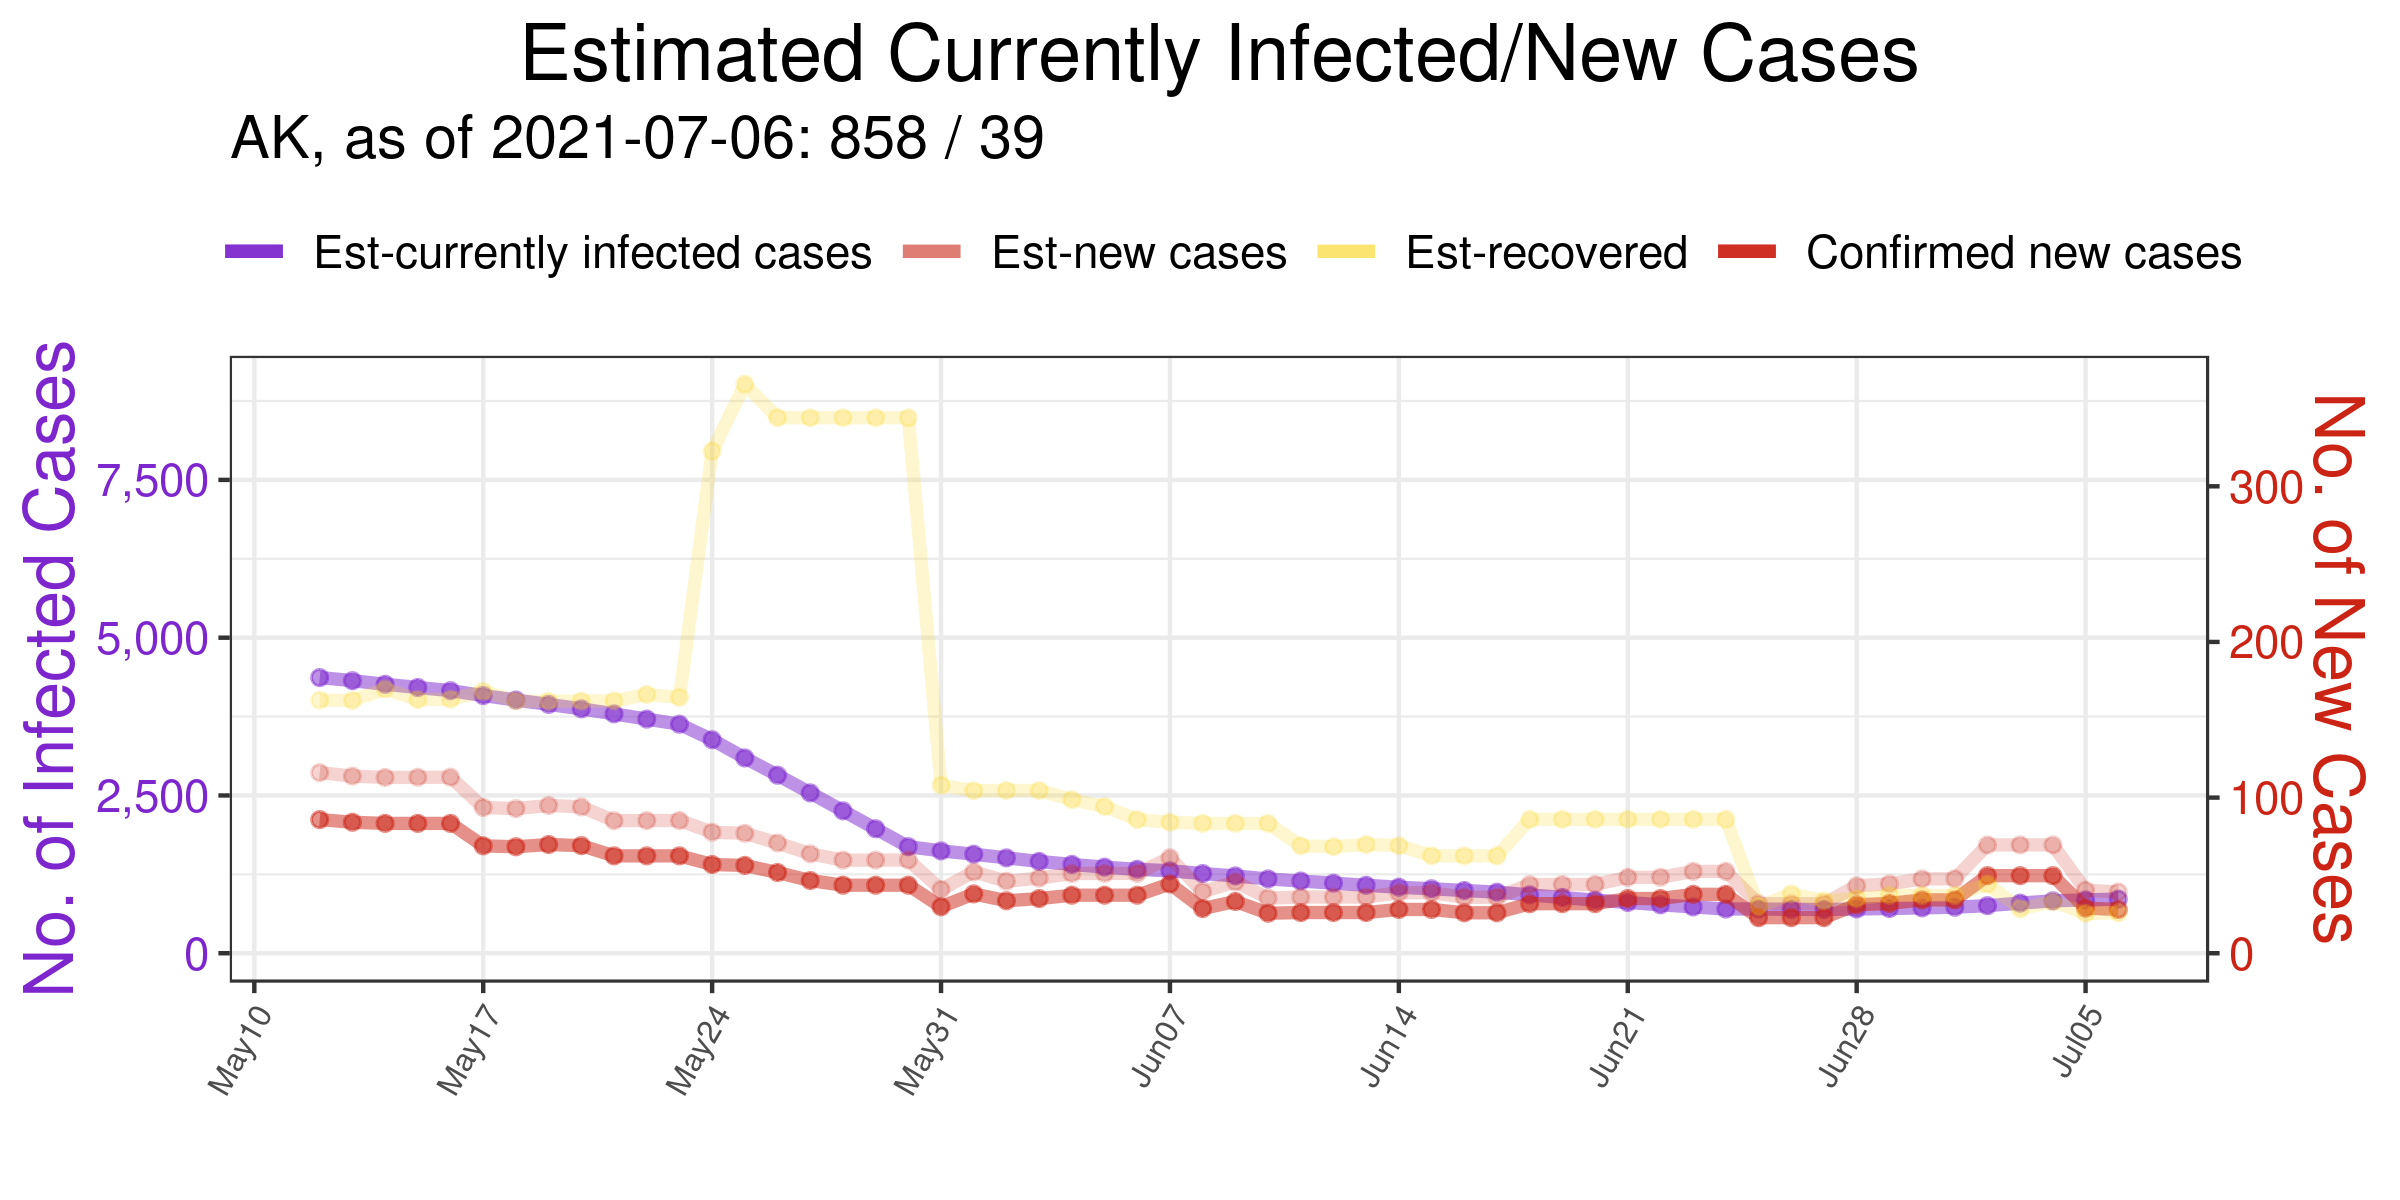 Estimated Currently Infected/New Cases
AK, as of 2021-07-06: 858 / 39
Est-currently infected cases
Est-new cases
Est-recovered
Confirmed new cases
No. of Infected Cases
7,500
5,000
2,500
0
300
200
100
0
No. of New Cases
May10
May17
May24
May31
Jun07
Jun14
Jun21
Jun28
Jul05